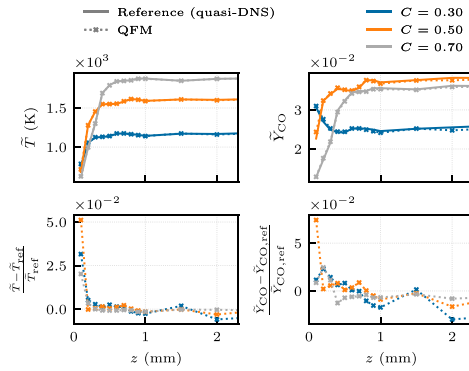 Reference (quasi-DNS)
QFM
C = 0.30
C = 0.50
C = 0.70
×10³
T̃ (K)
1.5
1.0
×10⁻²
Ỹ_CO
3
2
×10⁻²
(T̃ − T̃_ref) / T̃_ref
5.0
2.5
0.0
0
1
2
z (mm)
×10⁻²
(Ỹ_CO − Ỹ_CO,ref) / Ỹ_CO,ref
5
0
0
1
2
z (mm)